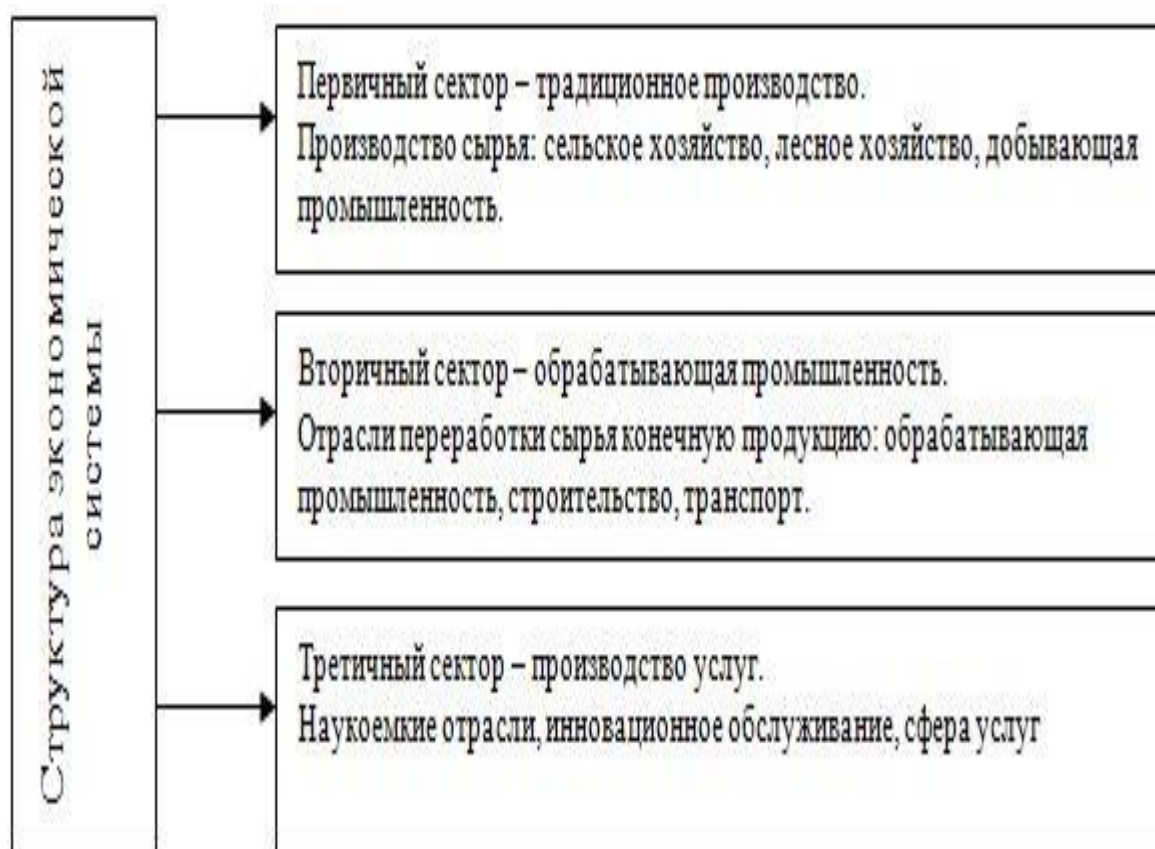 Структура экономической
системы
Первичный сектор – традиционное производство.
Производство сырья: сельское хозяйство, лесное хозяйство, добывающая
промышленность.
Вторичный сектор – обрабатывающая промышленность.
Отрасли переработки сырья конечную продукцию: обрабатывающая
промышленность, строительство, транспорт.
Третичный сектор – производство услуг.
Наукоемкие отрасли, инновационное обслуживание, сфера услуг